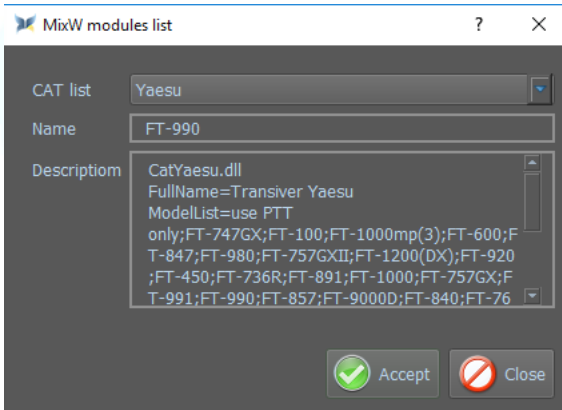 MixW modules list
?
CAT list
Yaesu
Name
FT-990
Descriptiom
CatYaesu.dll
FullName=Transiver Yaesu
ModelList=use PTT
only;FT-747GX;FT-100;FT-1000mp(3);FT-600;F
T-847;FT-980;FT-757GXII;FT-1200(DX);FT-920
;FT-450;FT-736R;FT-891;FT-1000;FT-757GX;F
T-991;FT-990;FT-857;FT-9000D;FT-840;FT-76
Accept
Close